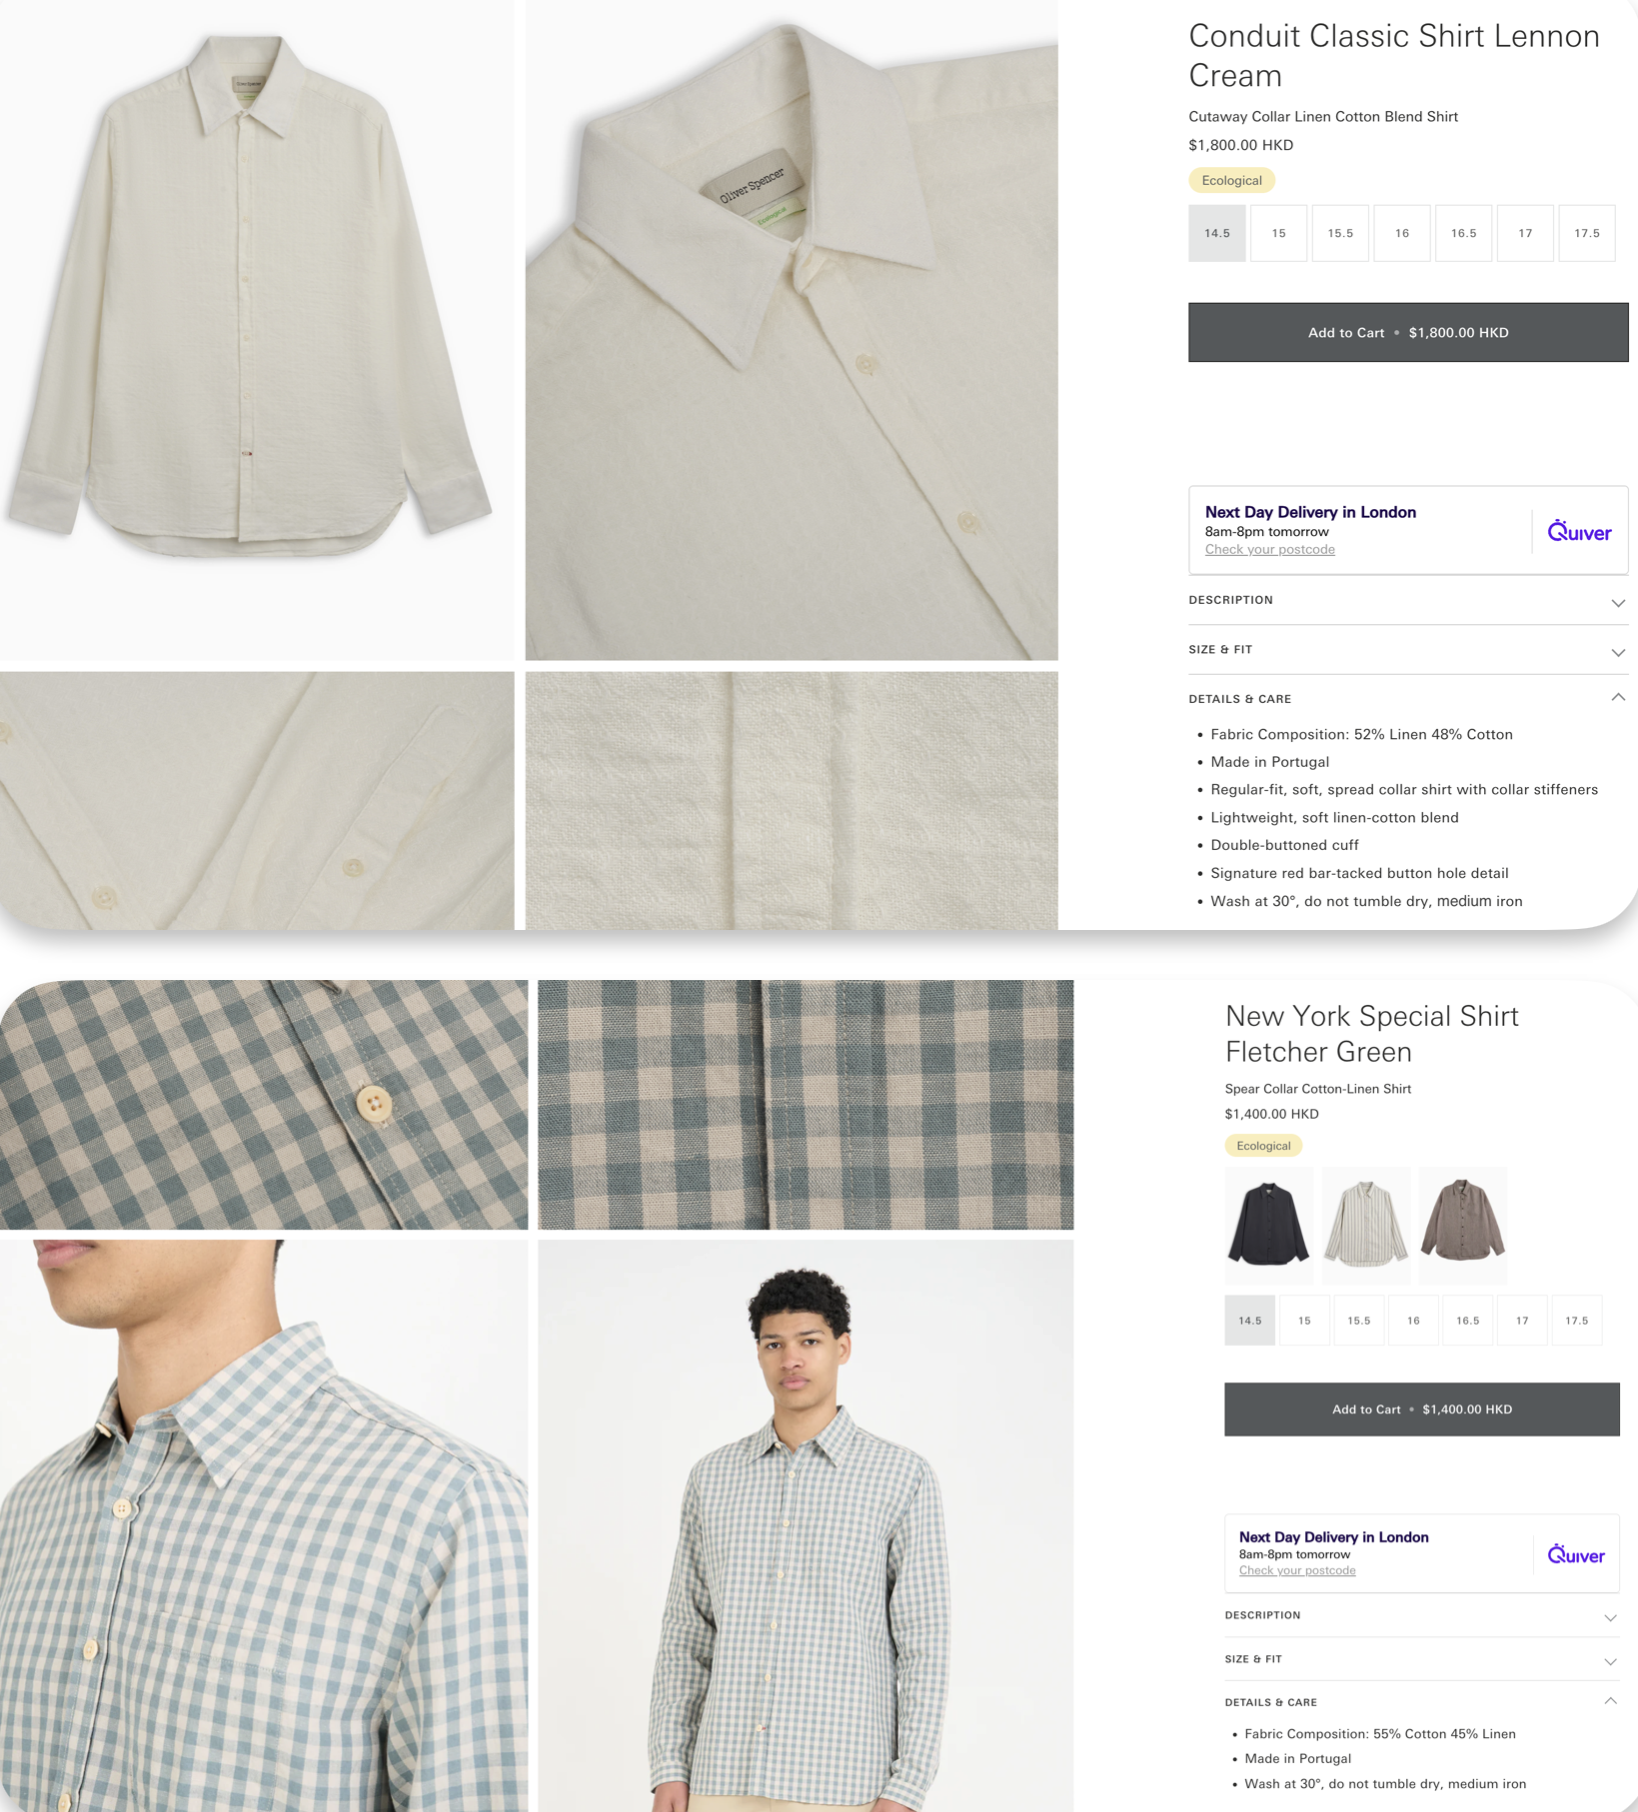 Oliver Spencer
Oliver Spencer
Ecological
Conduit Classic Shirt Lennon
Cream
Cutaway Collar Linen Cotton Blend Shirt
$1,800.00 HKD
Ecological
14.5 15 15.5 16 16.5 17 17.5
Add to Cart • $1,800.00 HKD
Next Day Delivery in London
8am-8pm tomorrow
Check your postcode
Quiver
DESCRIPTION
SIZE & FIT
DETAILS & CARE
• Fabric Composition: 52% Linen 48% Cotton
• Made in Portugal
• Regular-fit, soft, spread collar shirt with collar stiffeners
• Lightweight, soft linen-cotton blend
• Double-buttoned cuff
• Signature red bar-tacked button hole detail
• Wash at 30°, do not tumble dry, medium iron
New York Special Shirt
Fletcher Green
Spear Collar Cotton-Linen Shirt
$1,400.00 HKD
Ecological
14.5 15 15.5 16 16.5 17 17.5
Add to Cart • $1,400.00 HKD
Next Day Delivery in London
8am-8pm tomorrow
Check your postcode
Quiver
DESCRIPTION
SIZE & FIT
DETAILS & CARE
• Fabric Composition: 55% Cotton 45% Linen
• Made in Portugal
• Wash at 30°, do not tumble dry, medium iron